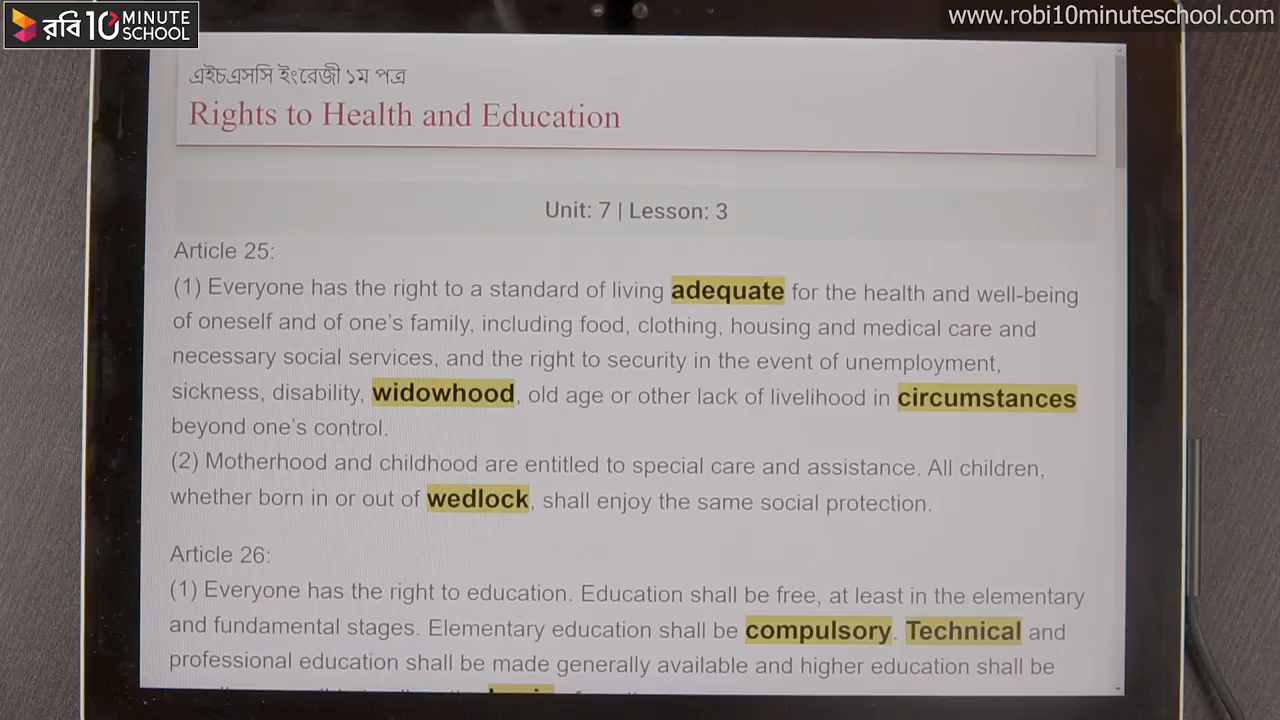 রবি 10 MINUTE SCHOOL
www.robi10minuteschool.com
এইচএসসি ইংরেজী ১ম পত্র
Rights to Health and Education
Unit: 7 | Lesson: 3
Article 25:
(1) Everyone has the right to a standard of living adequate for the health and well-being
of oneself and of one's family, including food, clothing, housing and medical care and
necessary social services, and the right to security in the event of unemployment,
sickness, disability, widowhood, old age or other lack of livelihood in circumstances
beyond one's control.
(2) Motherhood and childhood are entitled to special care and assistance. All children,
whether born in or out of wedlock, shall enjoy the same social protection.
Article 26:
(1) Everyone has the right to education. Education shall be free, at least in the elementary
and fundamental stages. Elementary education shall be compulsory. Technical and
professional education shall be made generally available and higher education shall be